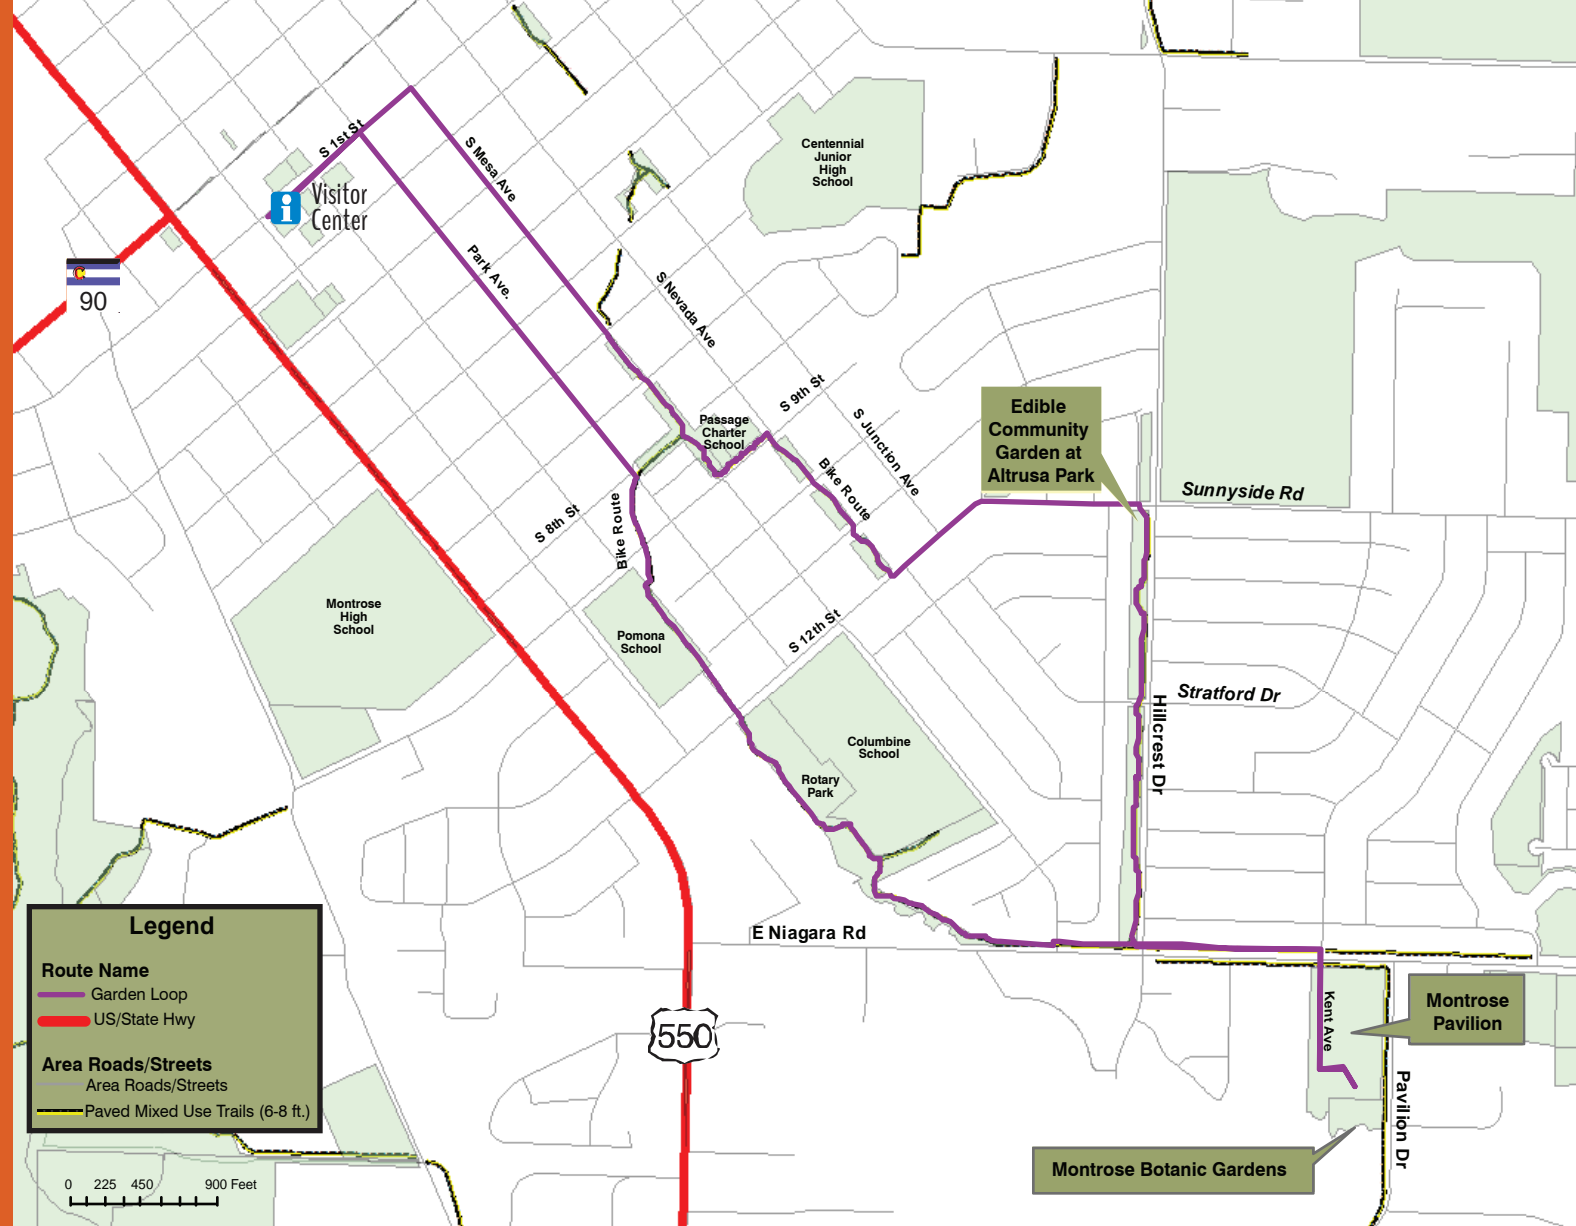 S 1st St
Visitor
Center
90
S Mesa Ave
Park Ave.
Centennial
Junior
High
School
S Nevada Ave
S 9th St
Passage
Charter
School
Bike Route
S Junction Ave
Edible
Community
Garden at
Altrusa Park
Sunnyside Rd
S 8th St
Bike Route
Montrose
High
School
Pomona
School
S 12th St
Columbine
School
Rotary
Park
Stratford Dr
Hillcrest Dr
E Niagara Rd
550
Kent Ave
Montrose
Pavilion
Pavilion Dr
Montrose Botanic Gardens
Legend
Route Name
Garden Loop
US/State Hwy
Area Roads/Streets
Area Roads/Streets
Paved Mixed Use Trails (6-8 ft.)
0 225 450 900 Feet